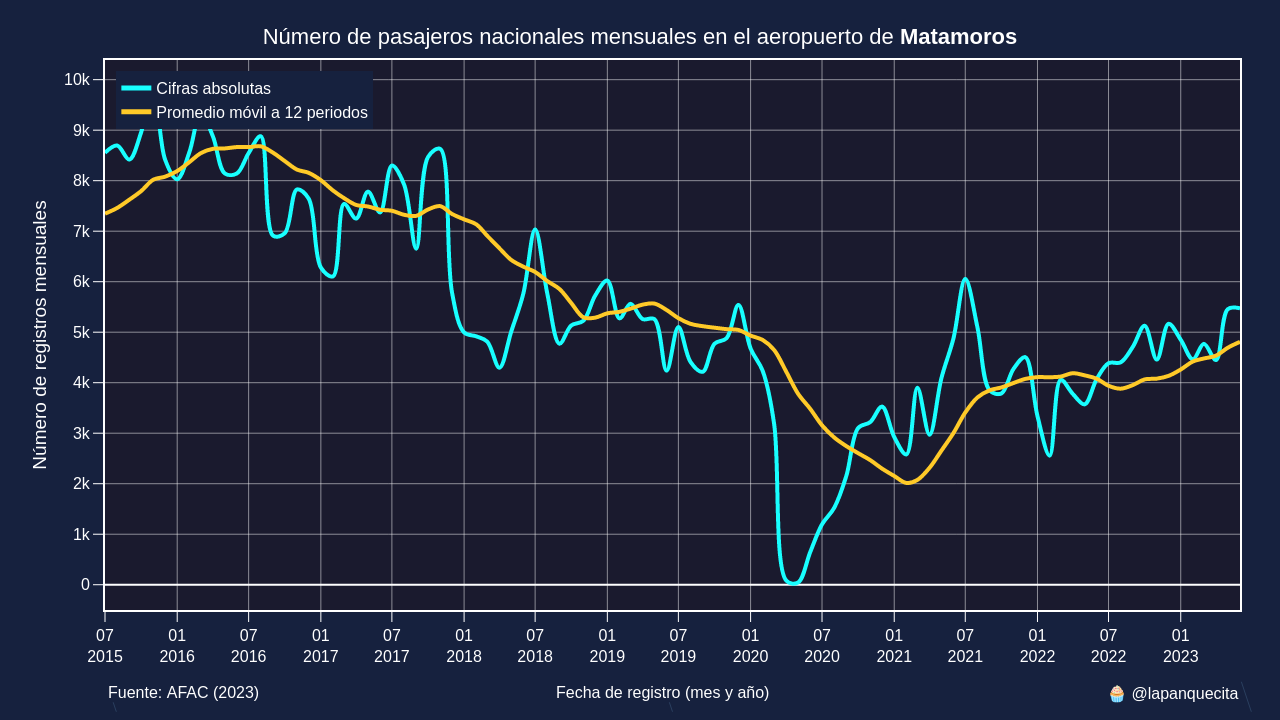 Número de pasajeros nacionales mensuales en el aeropuerto de Matamoros
Cifras absolutas
Promedio móvil a 12 periodos
Número de registros mensuales
10k
9k
8k
7k
6k
5k
4k
3k
2k
1k
0
07 01 07 01 07 01 07 01 07 01 07 01 07 01 07 01
2015 2016 2016 2017 2017 2018 2018 2019 2019 2020 2020 2021 2021 2022 2022 2023
Fuente: AFAC (2023) Fecha de registro (mes y año) 🧁 @lapanquecita